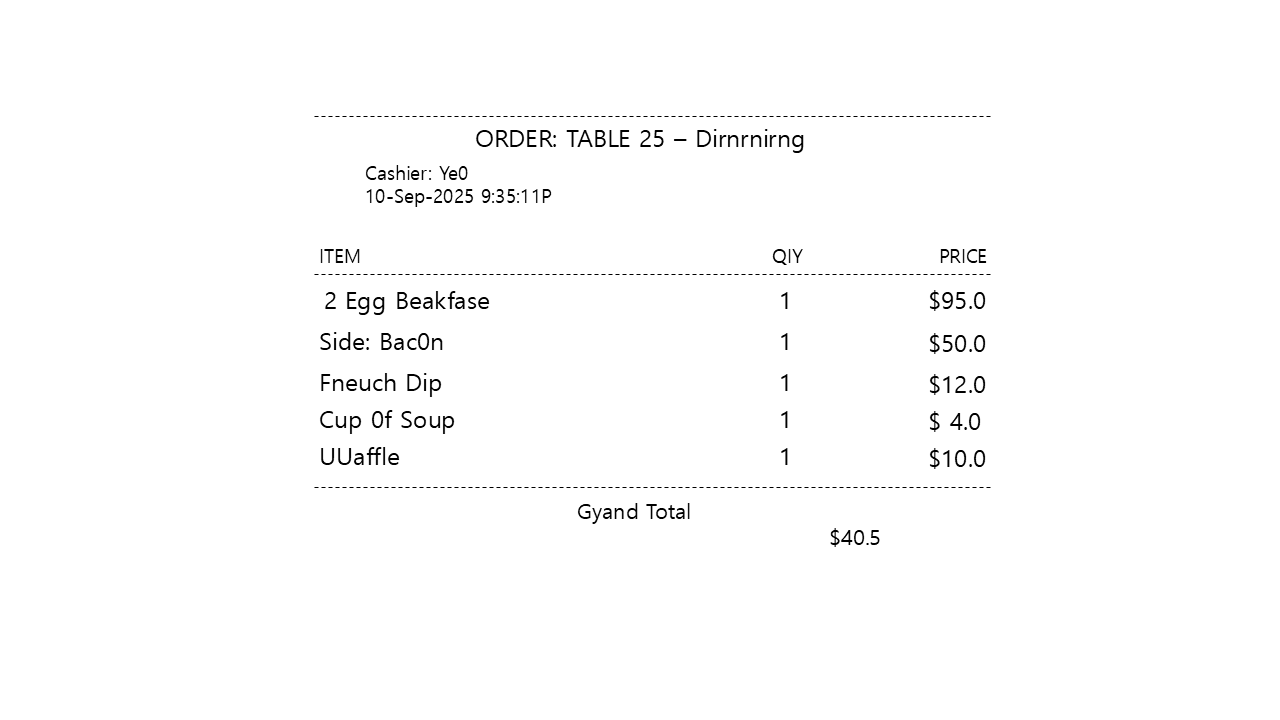 ORDER: TABLE 25 – Dirnrnirng
Cashier: Ye0
10-Sep-2025 9:35:11P
ITEM QIY PRICE
2 Egg Beakfase 1 $95.0
Side: Bac0n 1 $50.0
Fneuch Dip 1 $12.0
Cup 0f Soup 1 $ 4.0
UUaffle 1 $10.0
Gyand Total
$40.5